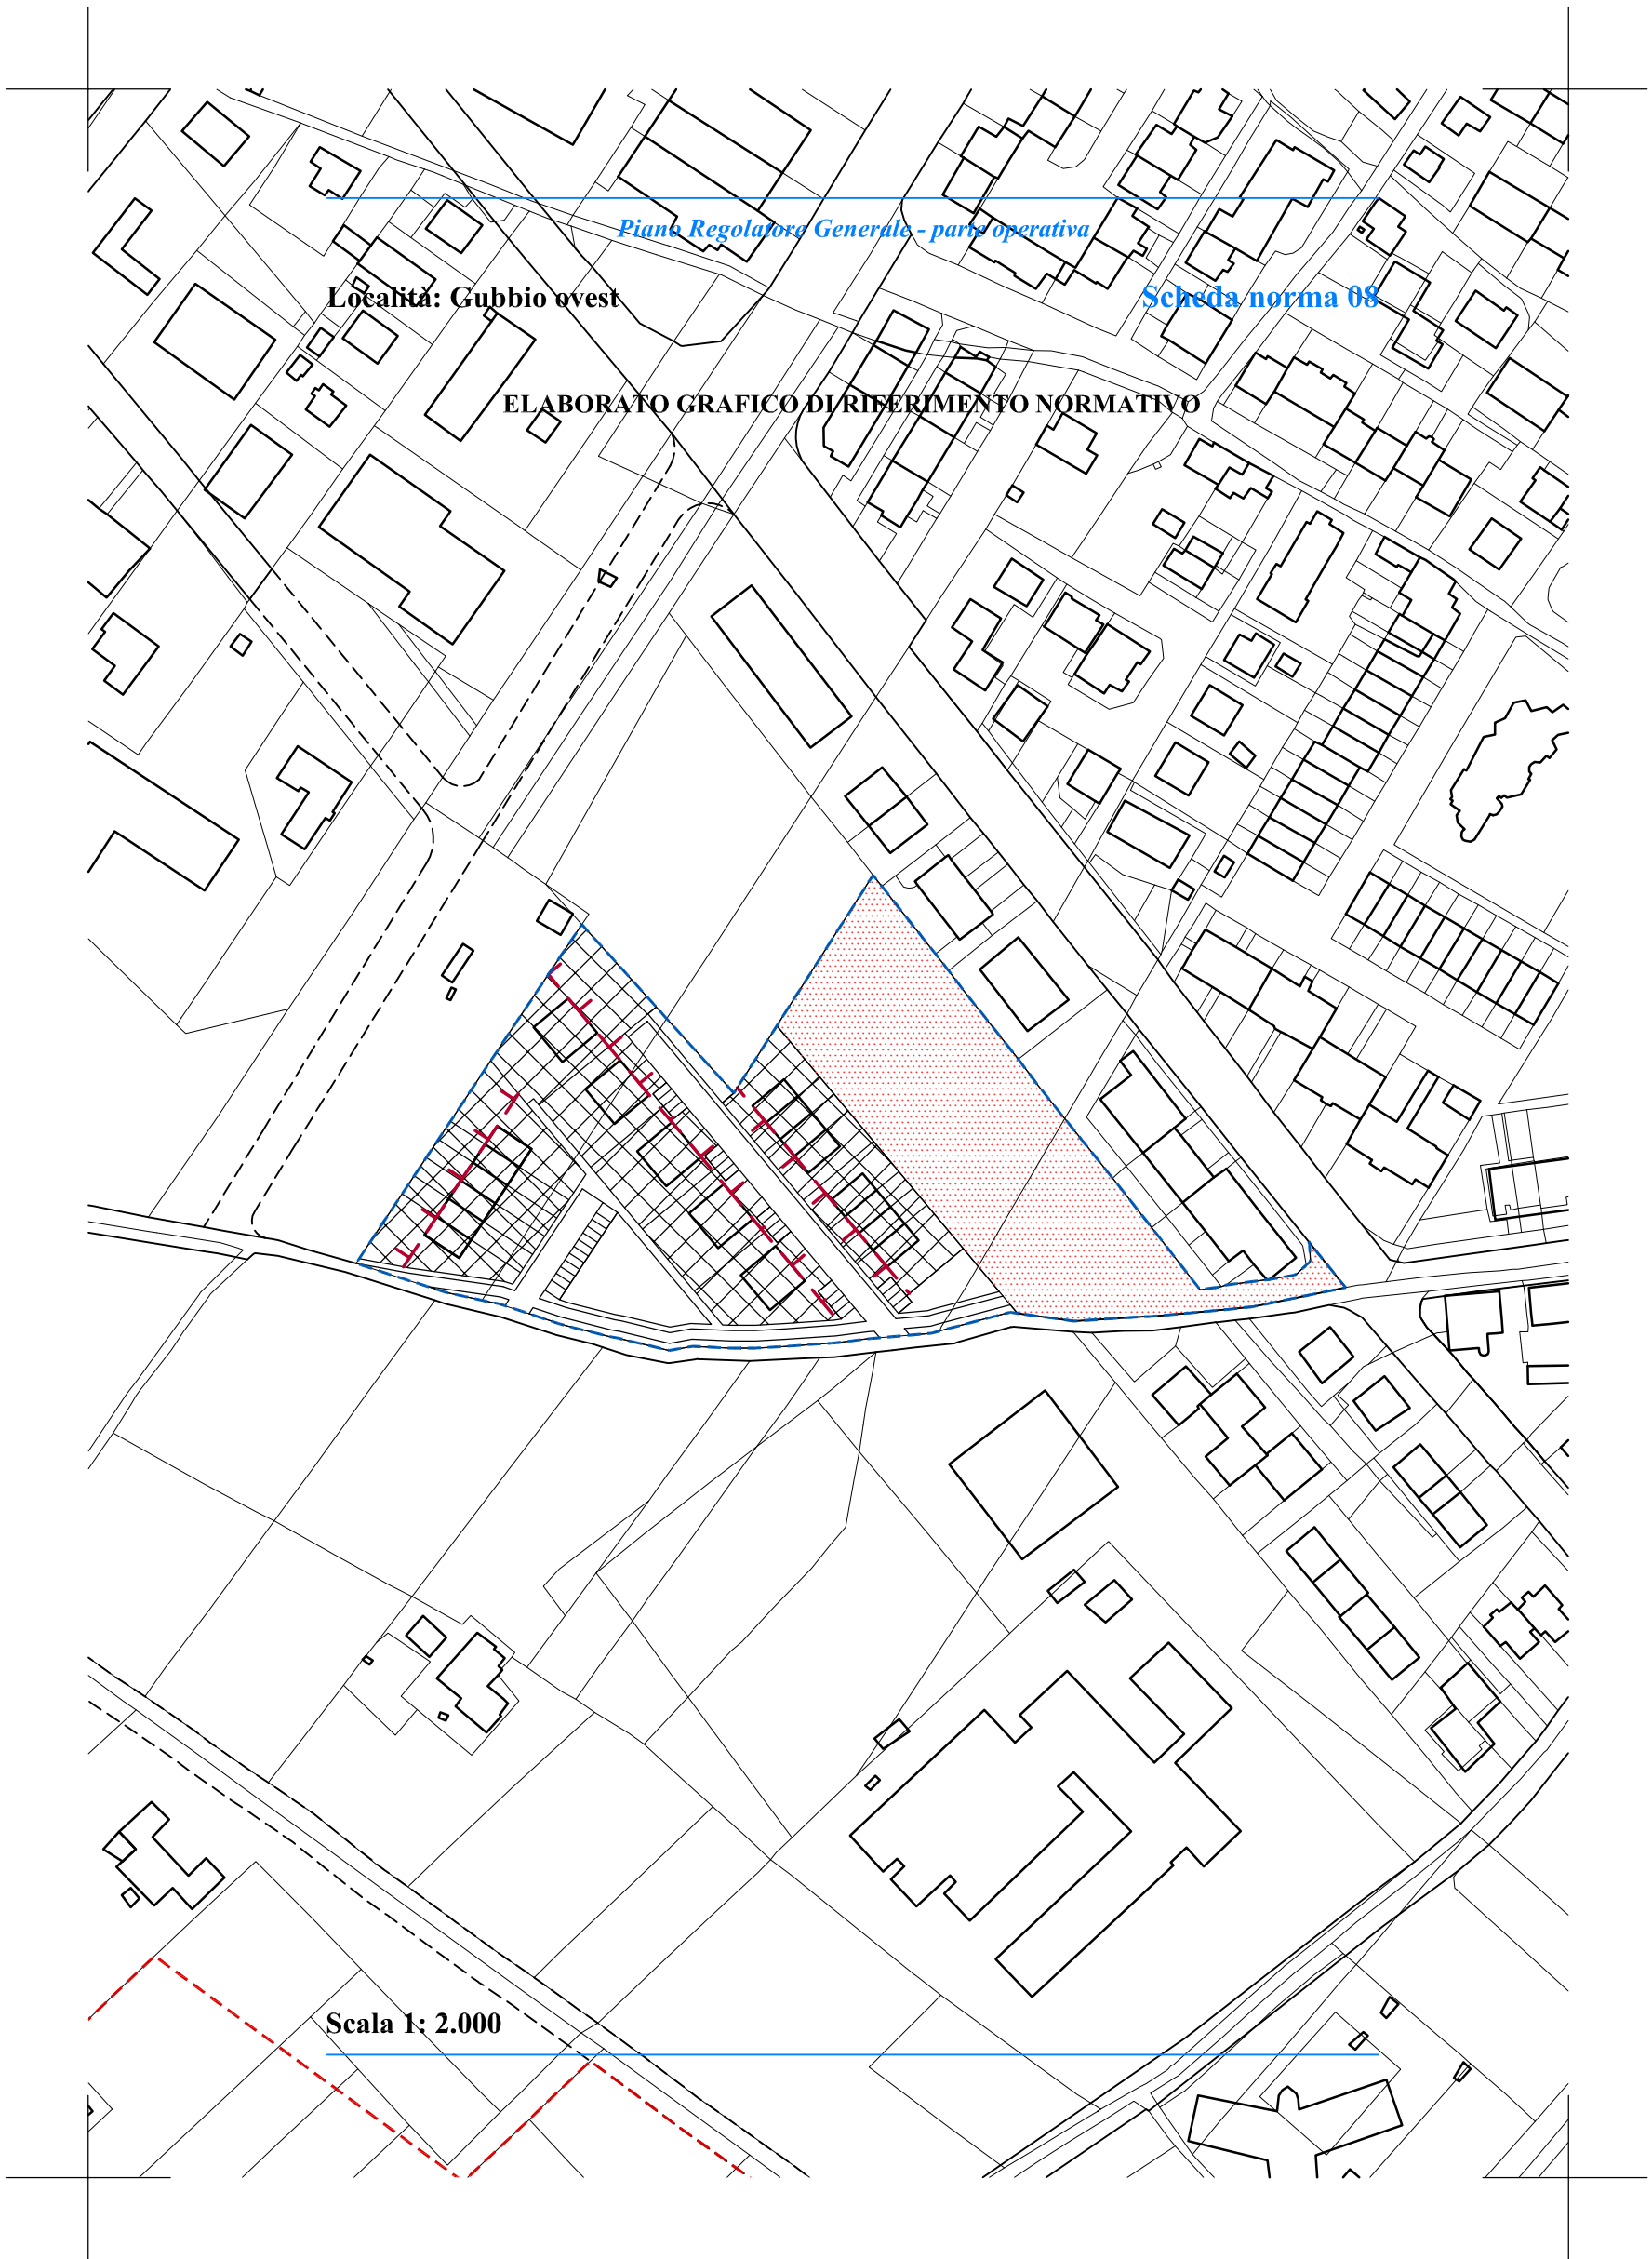 Piano Regolatore Generale - parte operativa
Località: Gubbio ovest
Scheda norma 08
ELABORATO GRAFICO DI RIFERIMENTO NORMATIVO
Scala 1: 2.000